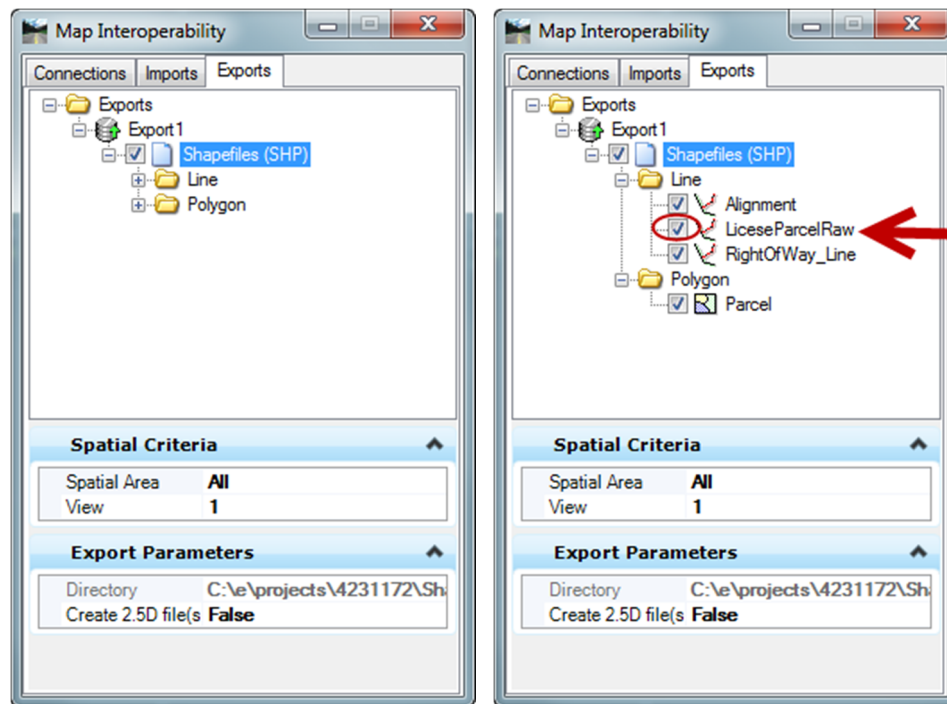 Map Interoperability
Connections Imports Exports
Exports
Export1
Shapefiles (SHP)
Line
Polygon
Spatial Criteria
Spatial Area All
View 1
Export Parameters
Directory C:\e\projects\4231172\Sh
Create 2.5D file(s False
Map Interoperability
Connections Imports Exports
Exports
Export1
Shapefiles (SHP)
Line
Alignment
LiceseParcelRaw
RightOfWay_Line
Polygon
Parcel
Spatial Criteria
Spatial Area All
View 1
Export Parameters
Directory C:\e\projects\4231172\Sh
Create 2.5D file(s False